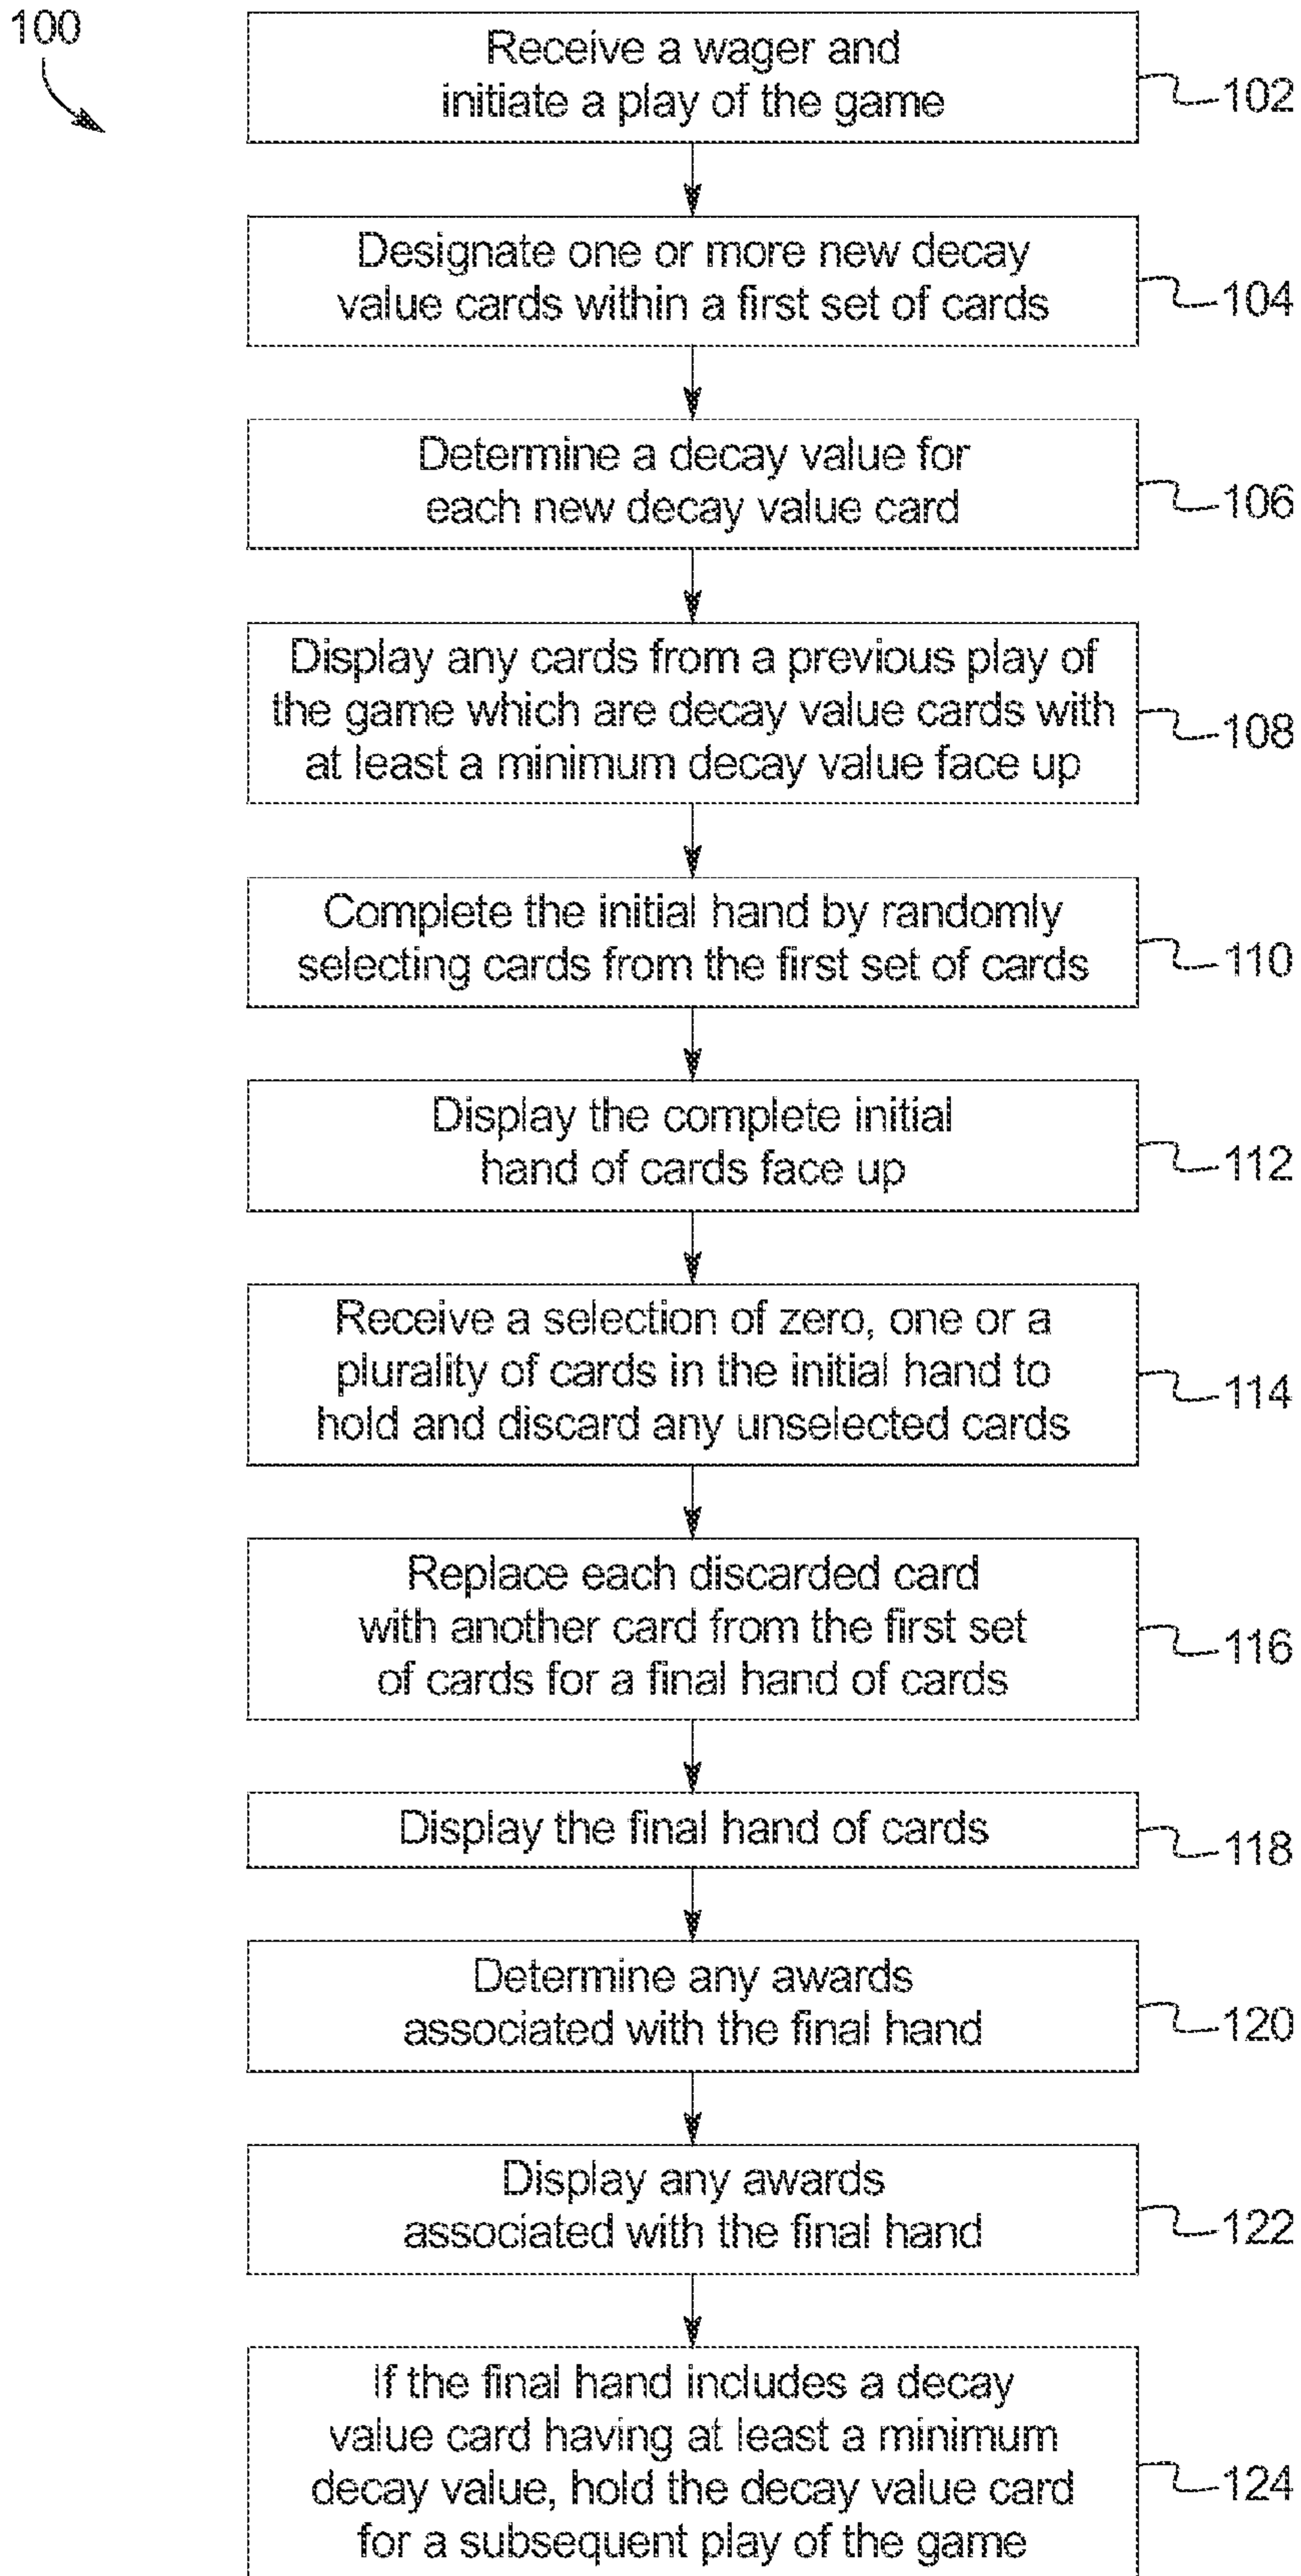 100
Receive a wager and
initiate a play of the game
102
Designate one or more new decay
value cards within a first set of cards
104
Determine a decay value for
each new decay value card
106
Display any cards from a previous play of
the game which are decay value cards with
at least a minimum decay value face up
108
Complete the initial hand by randomly
selecting cards from the first set of cards
110
Display the complete initial
hand of cards face up
112
Receive a selection of zero, one or a
plurality of cards in the initial hand to
hold and discard any unselected cards
114
Replace each discarded card
with another card from the first set
of cards for a final hand of cards
116
Display the final hand of cards
118
Determine any awards
associated with the final hand
120
Display any awards
associated with the final hand
122
If the final hand includes a decay
value card having at least a minimum
decay value, hold the decay value card
for a subsequent play of the game
124